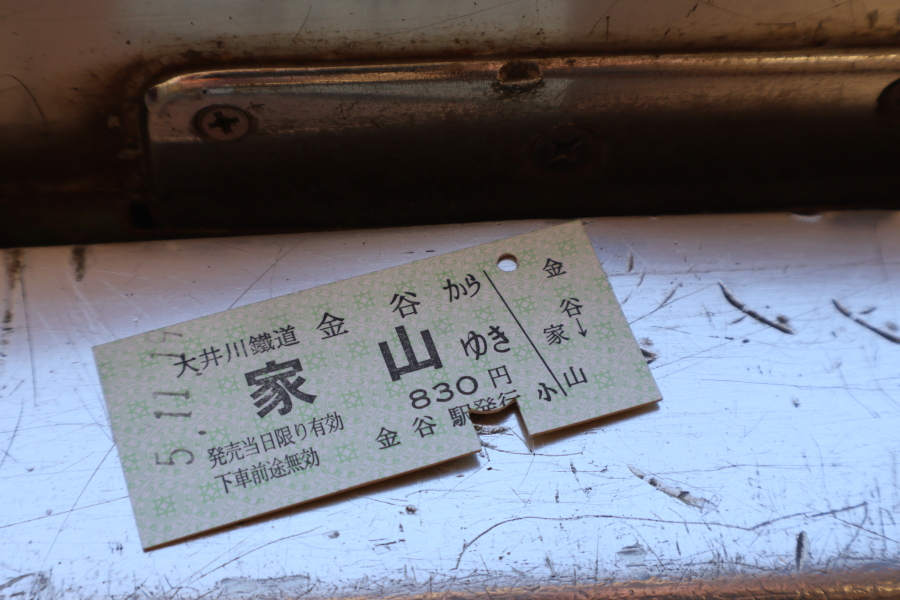 5.11.19
大井川鐵道
金谷から
家山ゆき
830円
発売当日限り有効
下車前途無効
金谷駅発行
金谷
↓
家山
小